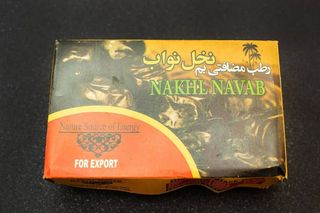 نخل نواب
رطب مضافتی بم
NAKHL NAVAB
Nature Source of Energy
FOR EXPORT